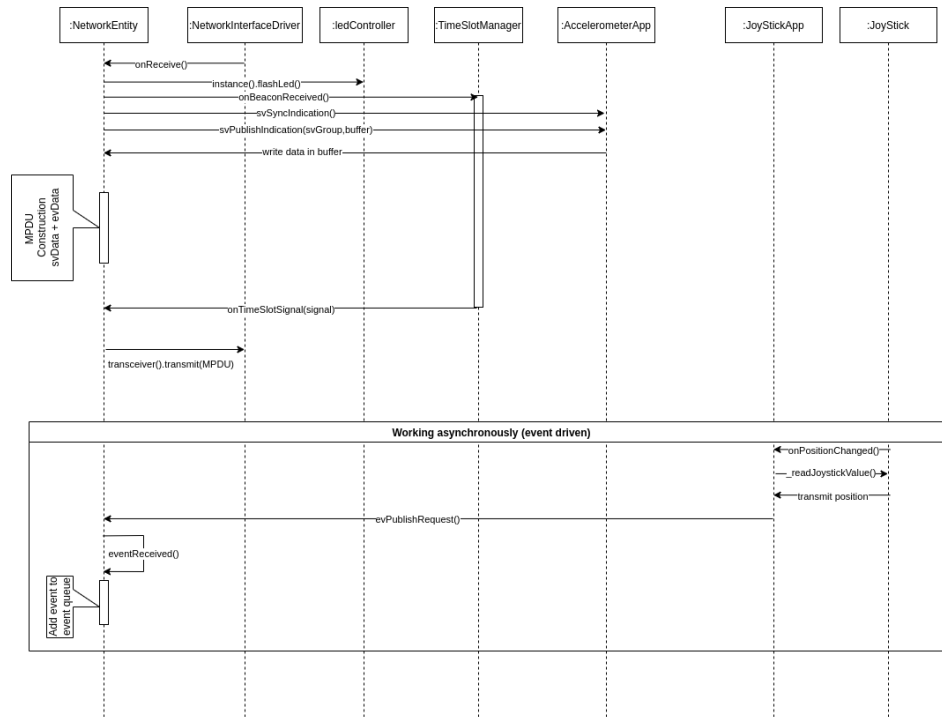 :NetworkEntity
:NetworkInterfaceDriver
:ledController
:TimeSlotManager
:AccelerometerApp
:JoyStickApp
:JoyStick
onReceive()
instance().flashLed()
onBeaconReceived()
svSyncIndication()
svPublishIndication(svGroup,buffer)
write data in buffer
MPDU
Construction
svData + evData
onTimeSlotSignal(signal)
transceiver().transmit(MPDU)
Working asynchronously (event driven)
onPositionChanged()
_readJoystickValue()
transmit position
evPublishRequest()
eventReceived()
Add event to
event queue